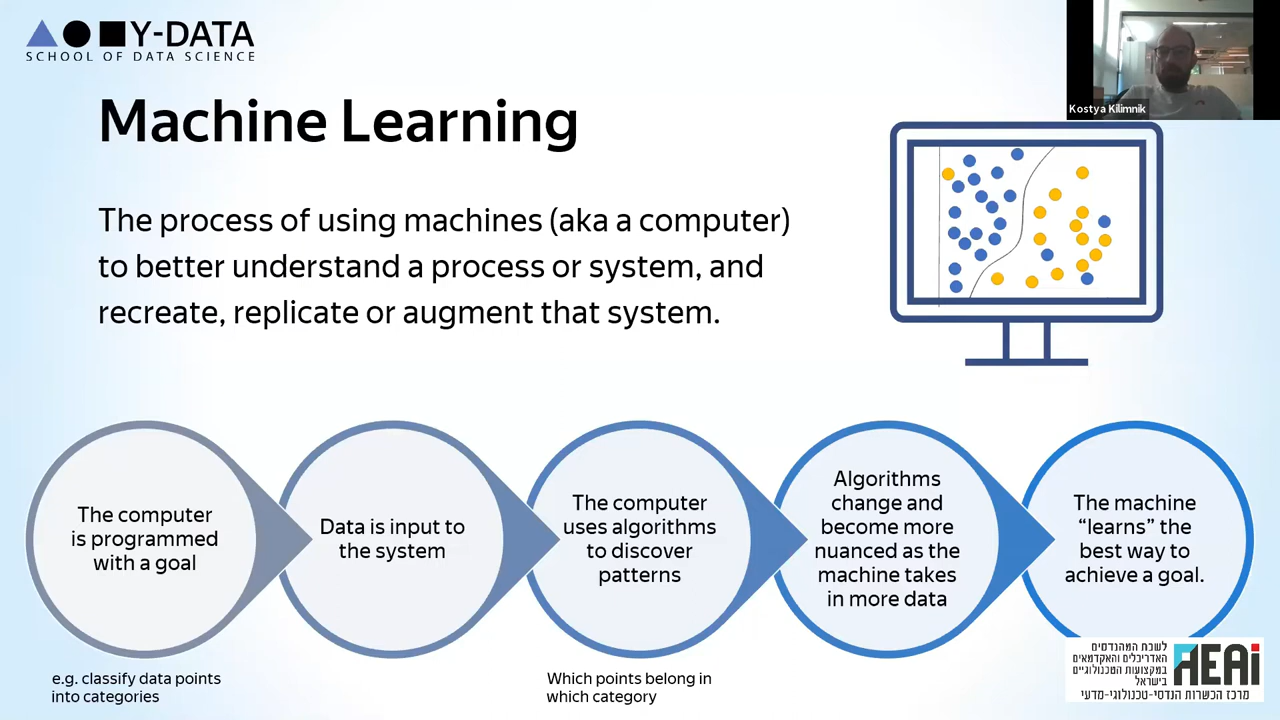 Y-DATA
SCHOOL OF DATA SCIENCE
Kostya Kilimnik
Machine Learning
The process of using machines (aka a computer)
to better understand a process or system, and
recreate, replicate or augment that system.
The computer
is programmed
with a goal
Data is input to
the system
The computer
uses algorithms
to discover
patterns
Algorithms
change and
become more
nuanced as the
machine takes
in more data
The machine
“learns” the
best way to
achieve a goal.
e.g. classify data points
into categories
Which points belong in
which category
לשכת המהנדסים
האדריכלים והאקדמאים
במקצועות הטכנולוגיים
בישראל
AEAI
מרכז הכשרות הנדסי-טכנולוגי-מדעי